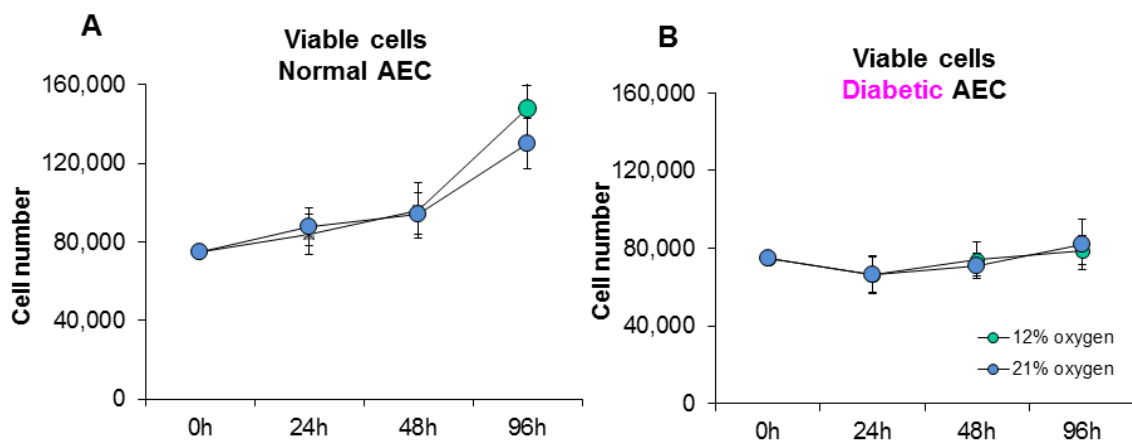 A
Viable cells
Normal AEC
160,000
120,000
80,000
40,000
0
Cell number
0h 24h 48h 96h
B
Viable cells
Diabetic AEC
160,000
120,000
80,000
40,000
0
Cell number
12% oxygen
21% oxygen
0h 24h 48h 96h